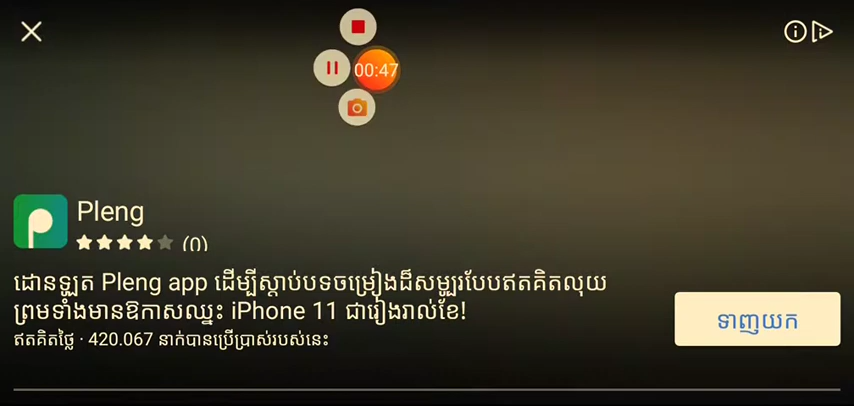 00:47
Pleng
(0)
ដោនឡូត Pleng app ដើម្បីស្តាប់បទចម្រៀងដ៏សម្បូរបែបឥតគិតលុយ
ព្រមទាំងមានឱកាសឈ្នះ iPhone 11 ជារៀងរាល់ខែ!
ឥតគិតថ្លៃ · 420.067 នាក់បានប្រើប្រាស់របស់នេះ
ទាញយក